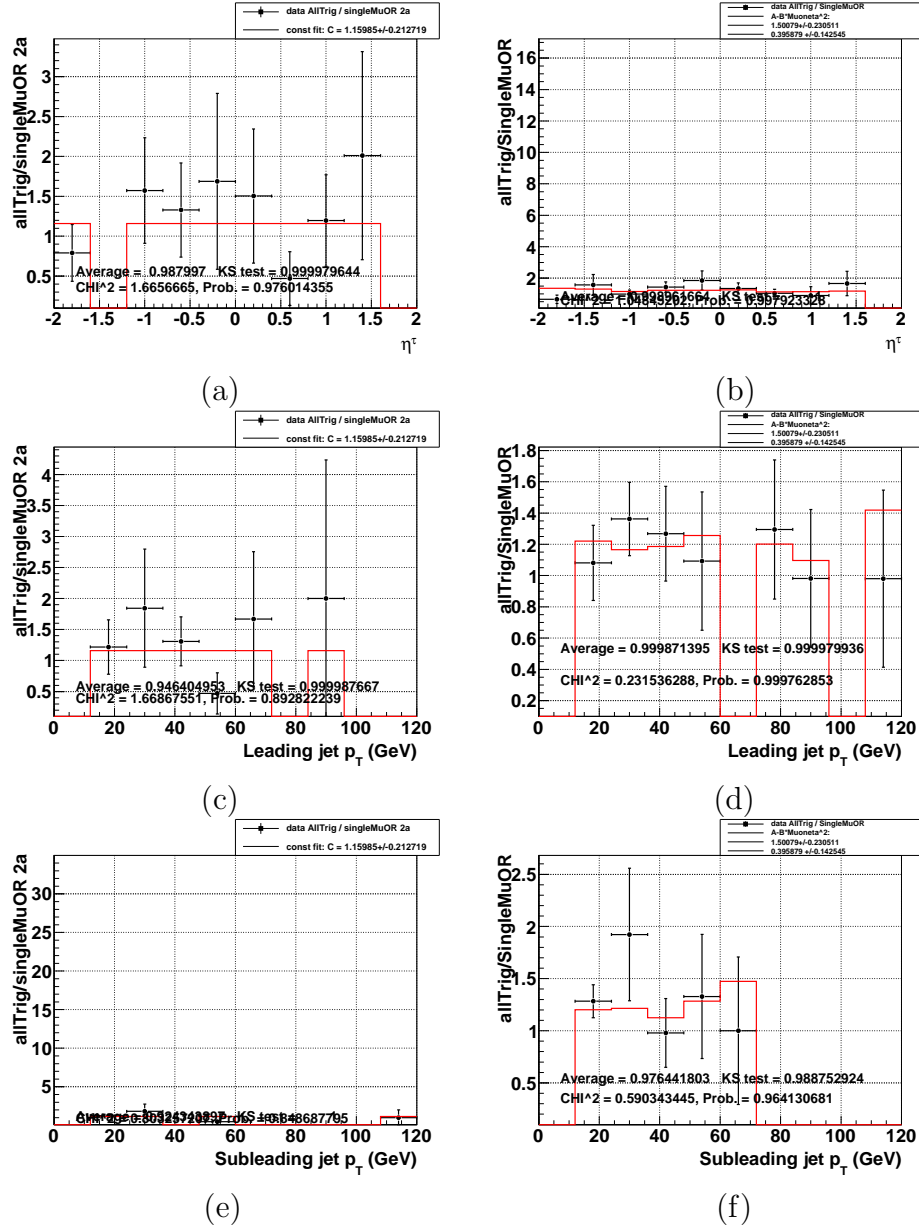 data AllTrig / singleMuOR 2a
const fit: C = 1.15985+/-0.212719
allTrig/singleMuOR 2a
3
2.5
2
1.5
1
0.5
Average = 0.987997 KS test = 0.999979644
CHI^2 = 1.6656665, Prob. = 0.976014355
-2 -1.5 -1 -0.5 0 0.5 1 1.5 2
η^τ
(a)
data AllTrig / SingleMuOR
A-B*Muoneta^2:
1.50079+/-0.230511
0.395879 +/-0.142545
allTrig/SingleMuOR
16
14
12
10
8
6
4
2
Average = KS test =
CHI^2 = Prob. = 0.997923328
-2 -1.5 -1 -0.5 0 0.5 1 1.5 2
η^τ
(b)
data AllTrig / singleMuOR 2a
const fit: C = 1.15985+/-0.212719
allTrig/singleMuOR 2a
4
3.5
3
2.5
2
1.5
1
0.5
Average = 0.946404953 KS test = 0.999987667
CHI^2 = 1.66867551, Prob. = 0.892822239
0 20 40 60 80 100 120
Leading jet p_T (GeV)
(c)
data AllTrig / SingleMuOR
A-B*Muoneta^2:
1.50079+/-0.230511
0.395879 +/-0.142545
allTrig/SingleMuOR
1.8
1.6
1.4
1.2
1
0.8
0.6
0.4
0.2
Average = 0.999871395 KS test = 0.999979936
CHI^2 = 0.231536288, Prob. = 0.999762853
0 20 40 60 80 100 120
Leading jet p_T (GeV)
(d)
data AllTrig / singleMuOR 2a
const fit: C = 1.15985+/-0.212719
allTrig/singleMuOR 2a
30
25
20
15
10
5
0 20 40 60 80 100 120
Subleading jet p_T (GeV)
(e)
data AllTrig / SingleMuOR
A-B*Muoneta^2:
1.50079+/-0.230511
0.395879 +/-0.142545
allTrig/SingleMuOR
2.5
2
1.5
1
0.5
Average = 0.976441803 KS test = 0.988752924
CHI^2 = 0.590343445, Prob. = 0.964130681
0 20 40 60 80 100 120
Subleading jet p_T (GeV)
(f)